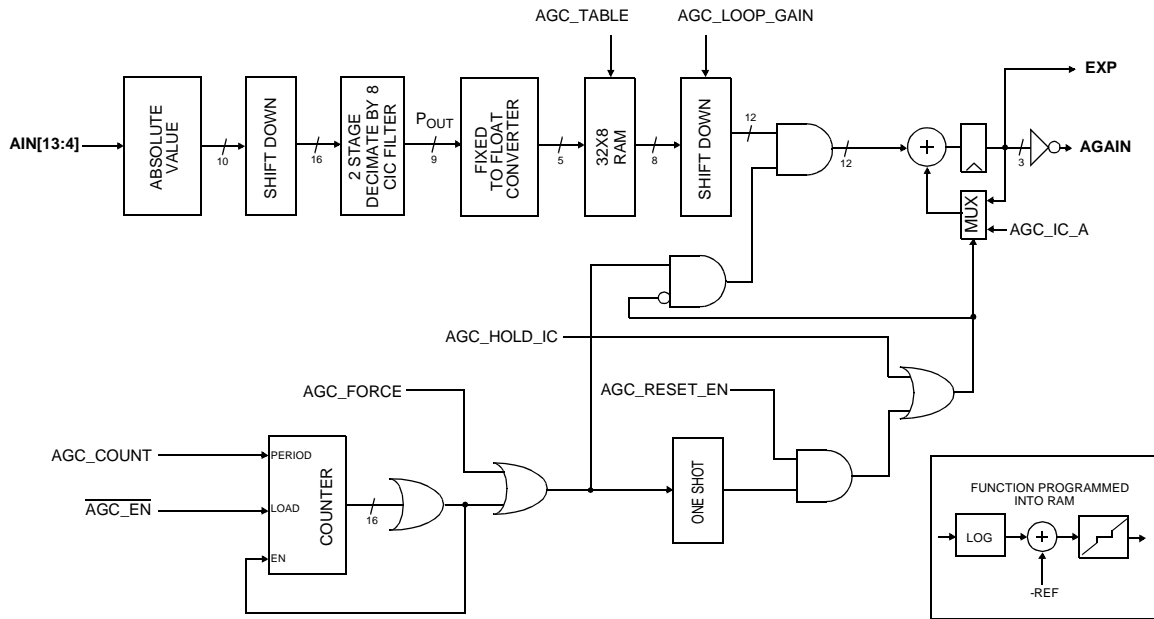 AGC_TABLE
AGC_LOOP_GAIN
EXP
AIN[13:4]
ABSOLUTE
VALUE
10
SHIFT DOWN
16
2 STAGE
DECIMATE BY 8
CIC FILTER
POUT
9
FIXED
TO FLOAT
CONVERTER
5
32X8
RAM
8
SHIFT DOWN
12
12
+
3
AGAIN
MUX
AGC_IC_A
AGC_HOLD_IC
AGC_FORCE
AGC_RESET_EN
AGC_COUNT
PERIOD
AGC_EN
LOAD
EN
COUNTER
16
ONE SHOT
FUNCTION PROGRAMMED
INTO RAM
LOG
+
-REF